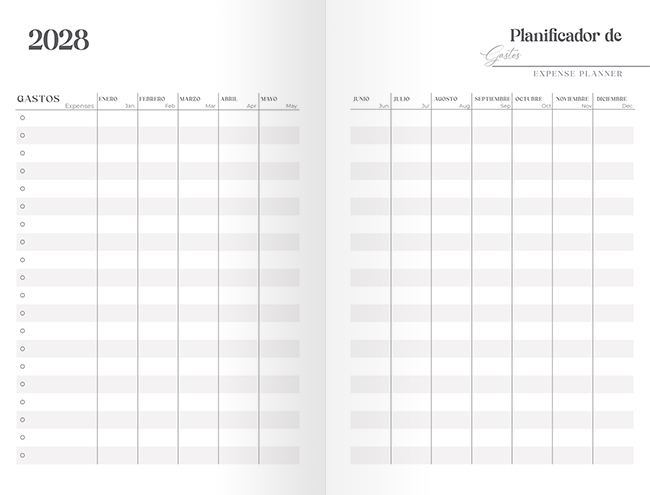 2028
Planificador de
Gastos
EXPENSE PLANNER
GASTOS ENERO FEBRERO MARZO ABRIL MAYO
Expenses Jan Feb Mar Apr May
JUNIO JULIO AGOSTO SEPTIEMBRE OCTUBRE NOVIEMBRE DICIEMBRE
Jun Jul Aug Sep Oct Nov Dec